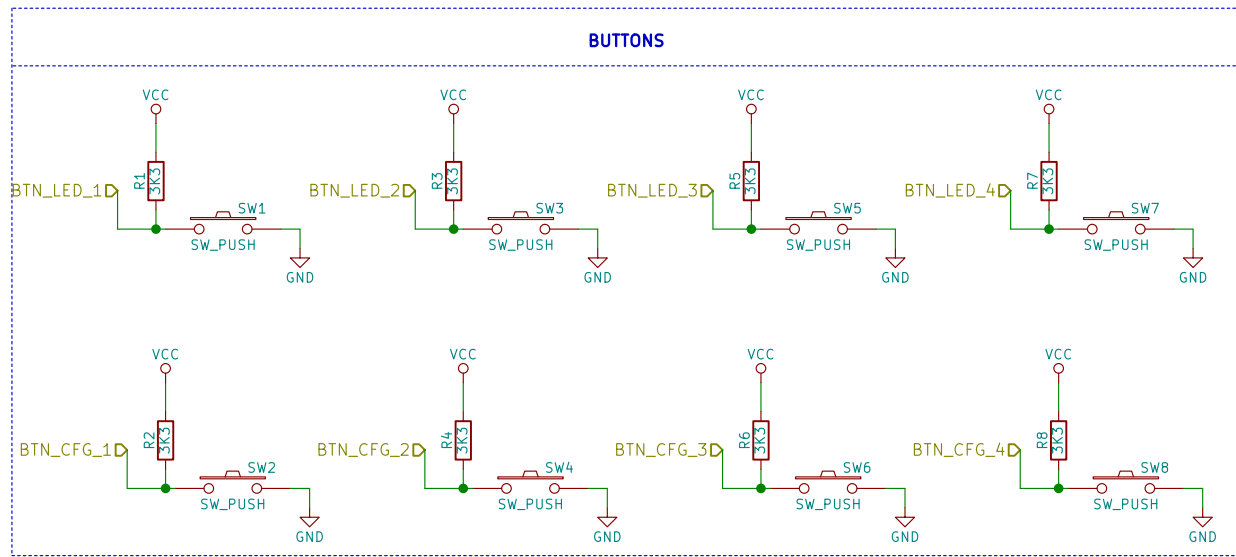 BUTTONS
VCC VCC VCC VCC
R1 3K3 R3 3K3 R5 3K3 R7 3K3
BTN_LED_1 BTN_LED_2 BTN_LED_3 BTN_LED_4
SW1 SW3 SW5 SW7
SW_PUSH SW_PUSH SW_PUSH SW_PUSH
GND GND GND GND
VCC VCC VCC VCC
R2 3K3 R4 3K3 R6 3K3 R8 3K3
BTN_CFG_1 BTN_CFG_2 BTN_CFG_3 BTN_CFG_4
SW2 SW4 SW6 SW8
SW_PUSH SW_PUSH SW_PUSH SW_PUSH
GND GND GND GND